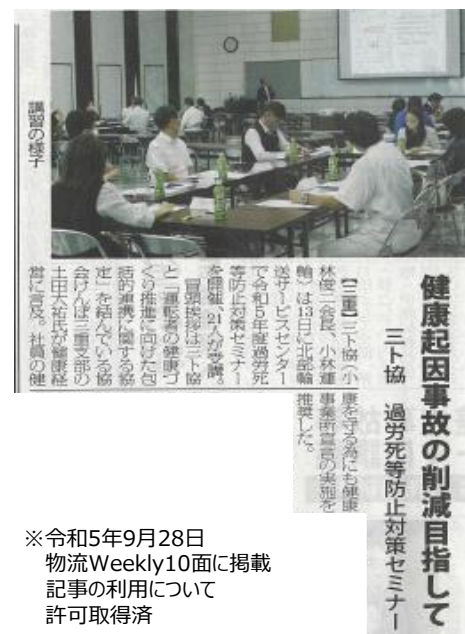 健康起因事故の削減目指して
三ト協　過労死等防止対策セミナー
講習の様子
【三重】三ト協（小
林俊二会長、小林運
輸）は13日に北部輸
送サービスセンター
で令和5年度過労死
等防止対策セミナー
を開催、21人が受講。
冒頭挨拶は三ト協
と「運転者の健康づ
くり推進に向けた包
括的連携に関する協
定」を結んでいる協
会けんぽ三重支部の
土田大祐氏が健康経
営に言及。社員の健
康を守る為にも健康
事業所宣言の実施を
推奨した。
※令和5年9月28日
物流Weekly10面に掲載
記事の利用について
許可取得済